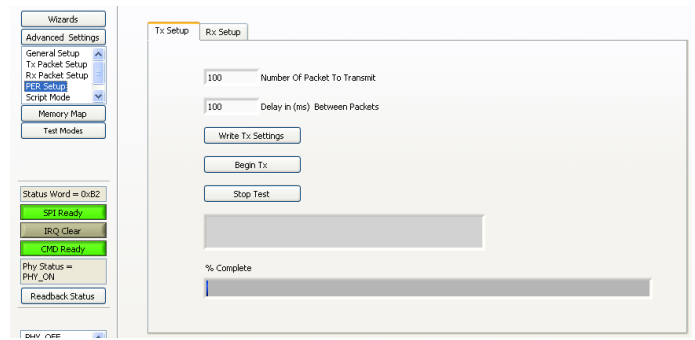 Wizards
Advanced Settings
General Setup
Tx Packet Setup
Rx Packet Setup
PER Setup
Script Mode
Memory Map
Test Modes
Status Word = 0xB2
SPI Ready
IRQ Clear
CMD Ready
Phy Status =
PHY_ON
Readback Status
PHY_OFF
Tx Setup
Rx Setup
100 Number Of Packet To Transmit
100 Delay in (ms) Between Packets
Write Tx Settings
Begin Tx
Stop Test
% Complete